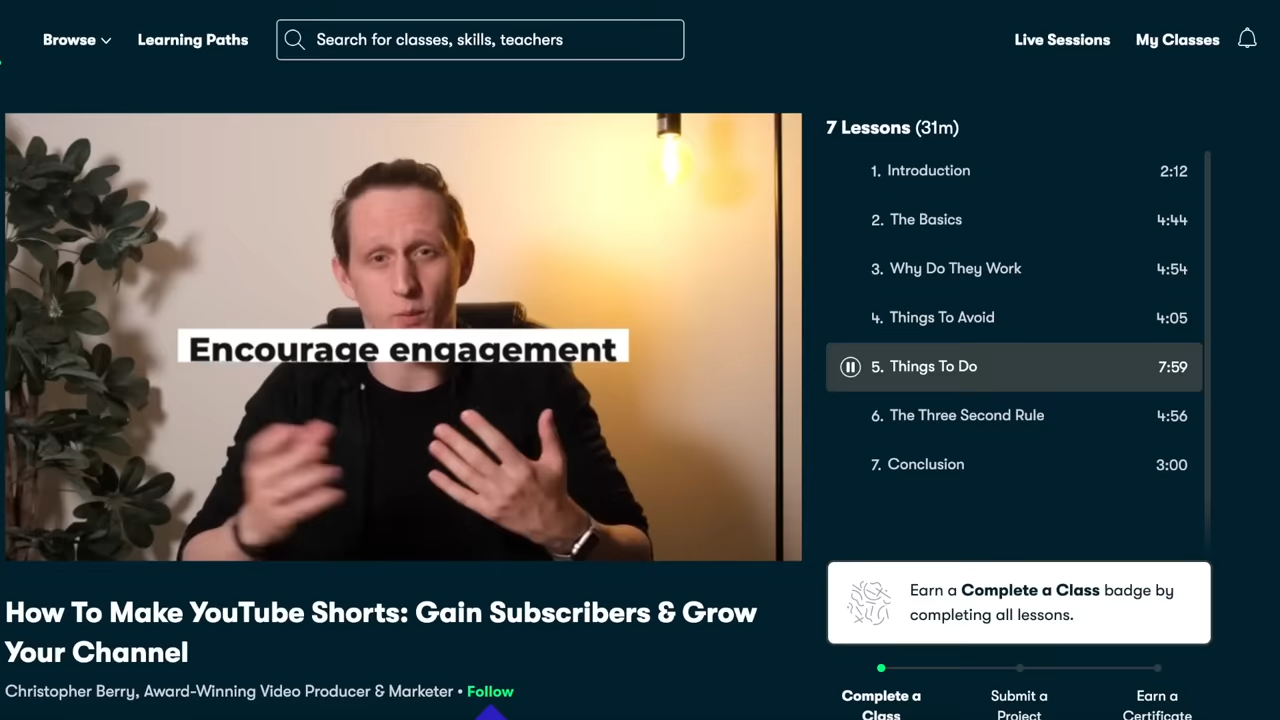 Browse Learning Paths Search for classes, skills, teachers Live Sessions My Classes
Encourage engagement
How To Make YouTube Shorts: Gain Subscribers & Grow
Your Channel
Christopher Berry, Award-Winning Video Producer & Marketer • Follow
7 Lessons (31m)
1. Introduction 2:12
2. The Basics 4:44
3. Why Do They Work 4:54
4. Things To Avoid 4:05
5. Things To Do 7:59
6. The Three Second Rule 4:56
7. Conclusion 3:00
Earn a Complete a Class badge by
completing all lessons.
Complete a Submit a Earn a
Class Project Certificate